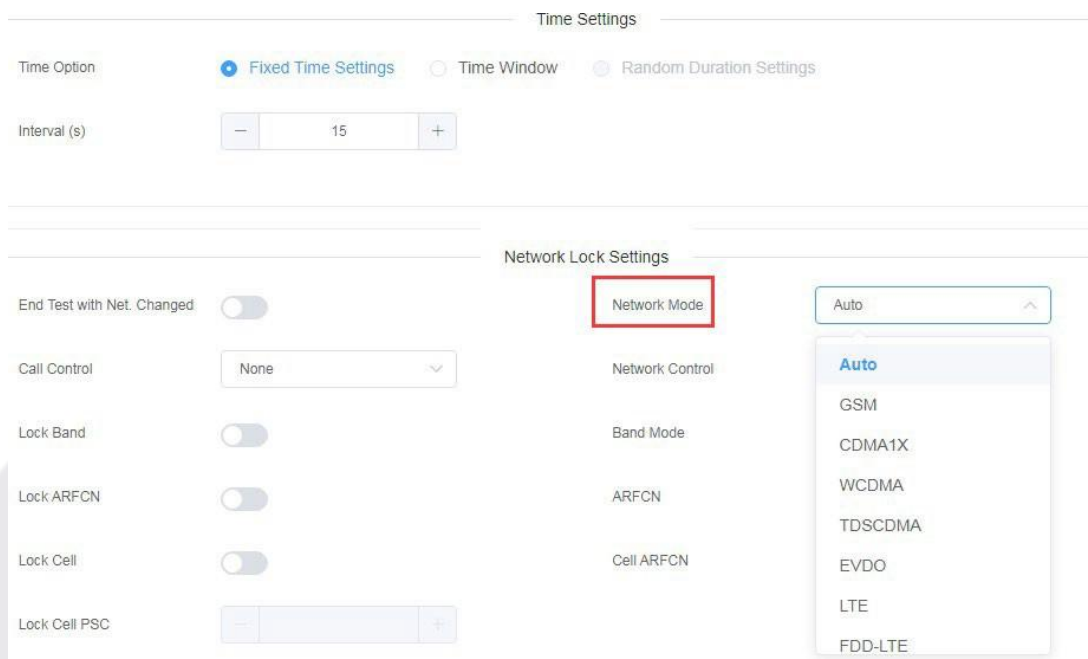 Time Settings
Time Option Fixed Time Settings Time Window Random Duration Settings
Interval (s) − 15 +
Network Lock Settings
End Test with Net. Changed Network Mode Auto
Call Control None Network Control Auto
GSM
Lock Band Band Mode CDMA1X
WCDMA
Lock ARFCN ARFCN TDSCDMA
Lock Cell Cell ARFCN EVDO
LTE
Lock Cell PSC − + FDD-LTE